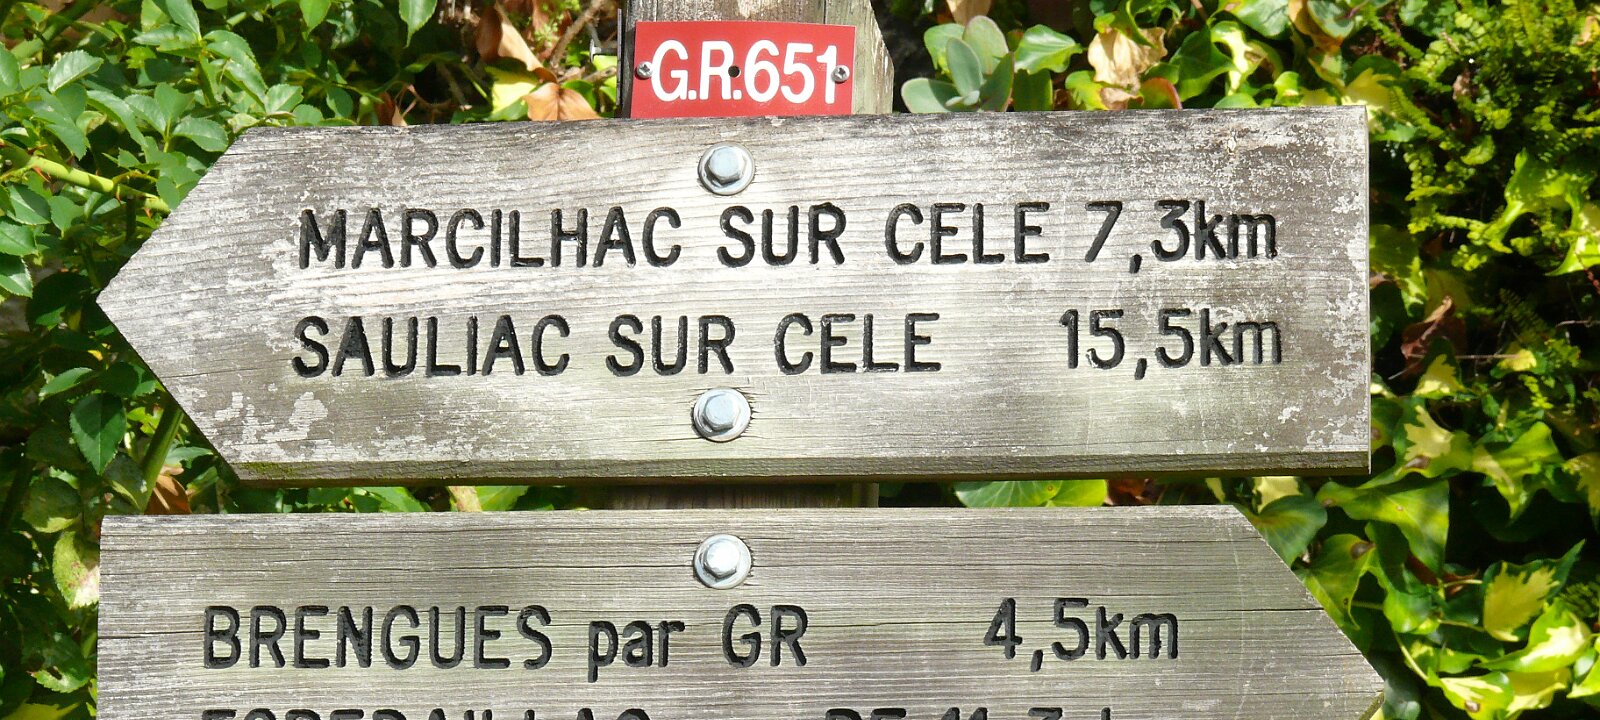 G.R.651
MARCILHAC SUR CELE 7,3km
SAULIAC SUR CELE 15,5km
BRENGUES par GR 4,5km